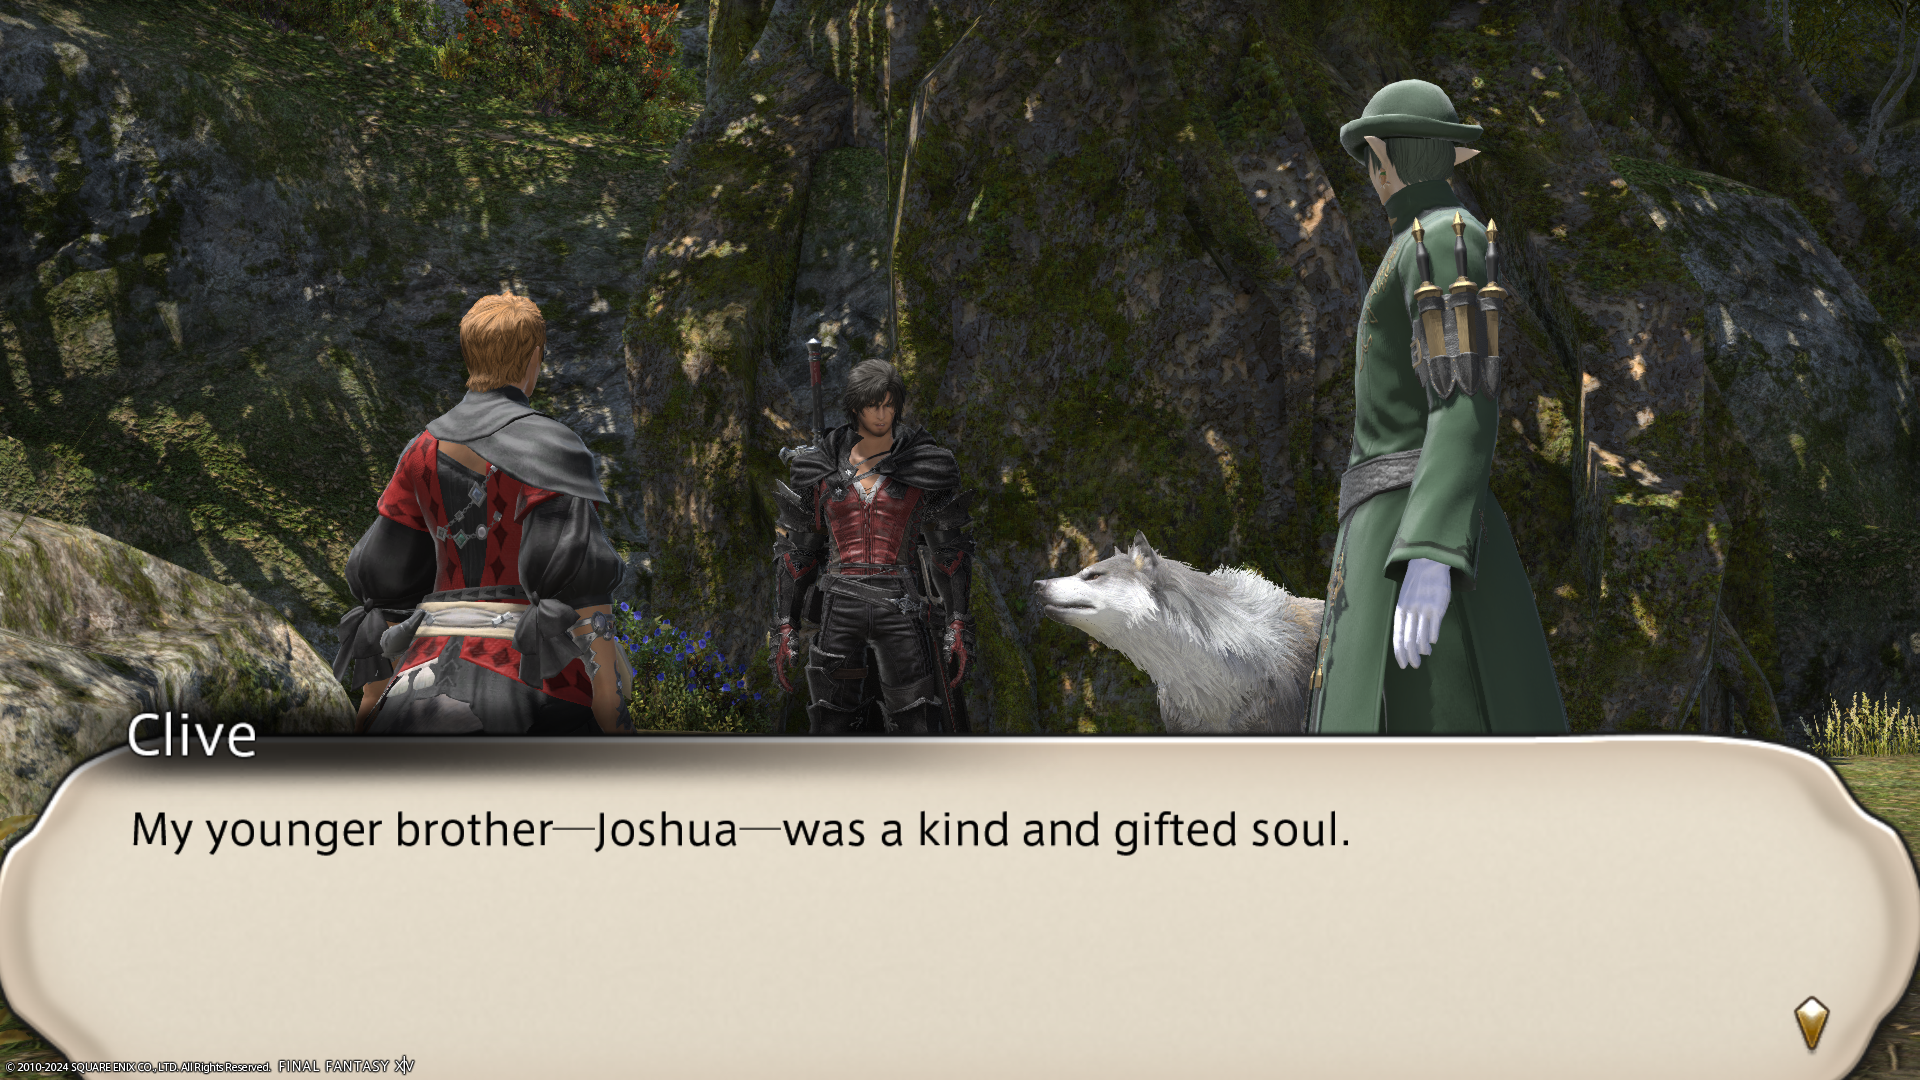 Clive
My younger brother—Joshua—was a kind and gifted soul.
© 2010-2024 SQUARE ENIX CO., LTD. All Rights Reserved. FINAL FANTASY XIV